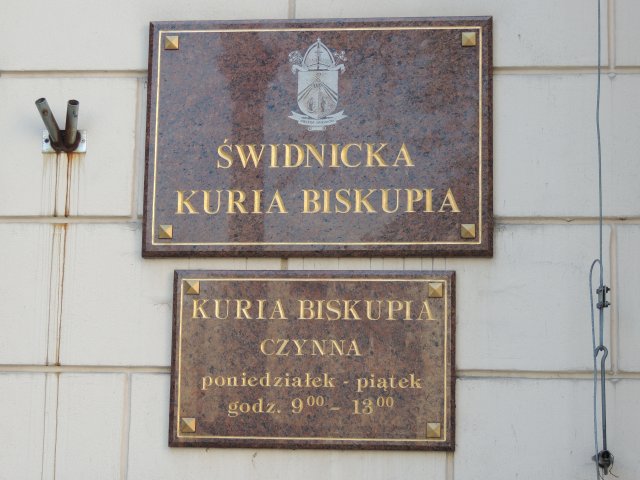 ŚWIDNICKA
KURIA BISKUPIA
KURIA BISKUPIA
CZYNNA
poniedziałek - piątek
godz. 9⁰⁰ - 13⁰⁰